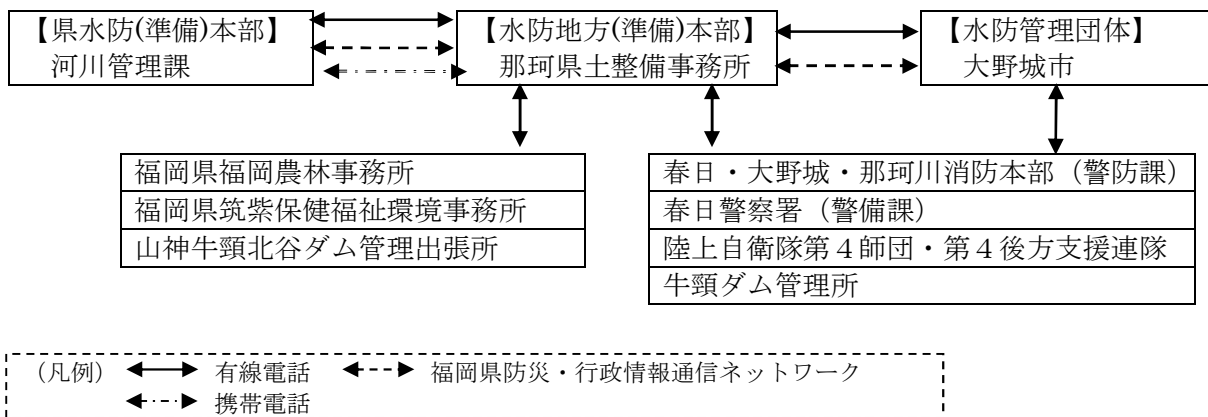 【県水防(準備)本部】
河川管理課
【水防地方(準備)本部】
那珂県土整備事務所
【水防管理団体】
大野城市
福岡県福岡農林事務所
福岡県筑紫保健福祉環境事務所
山神牛頸北谷ダム管理出張所
春日・大野城・那珂川消防本部（警防課）
春日警察署（警備課）
陸上自衛隊第４師団・第４後方支援連隊
牛頸ダム管理所
（凡例） 有線電話 福岡県防災・行政情報通信ネットワーク
携帯電話